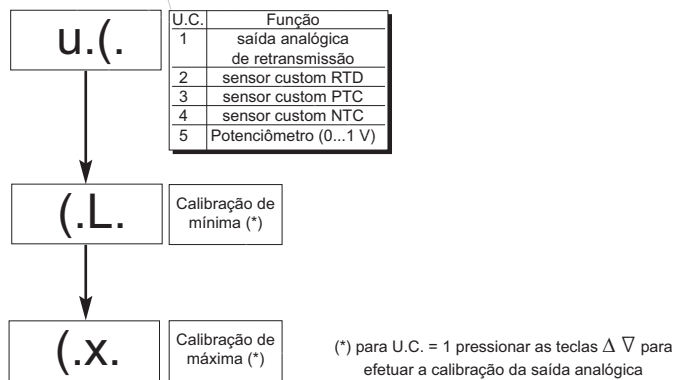 u.(.
U.C. Função
1 saída analógica
de retransmissão
2 sensor custom RTD
3 sensor custom PTC
4 sensor custom NTC
5 Potenciômetro (0...1 V)
(.L.
Calibração de
mínima (*)
(.x.
Calibração de
máxima (*)
(*) para U.C. = 1 pressionar as teclas Δ ∇ para
efetuar a calibração da saída analógica